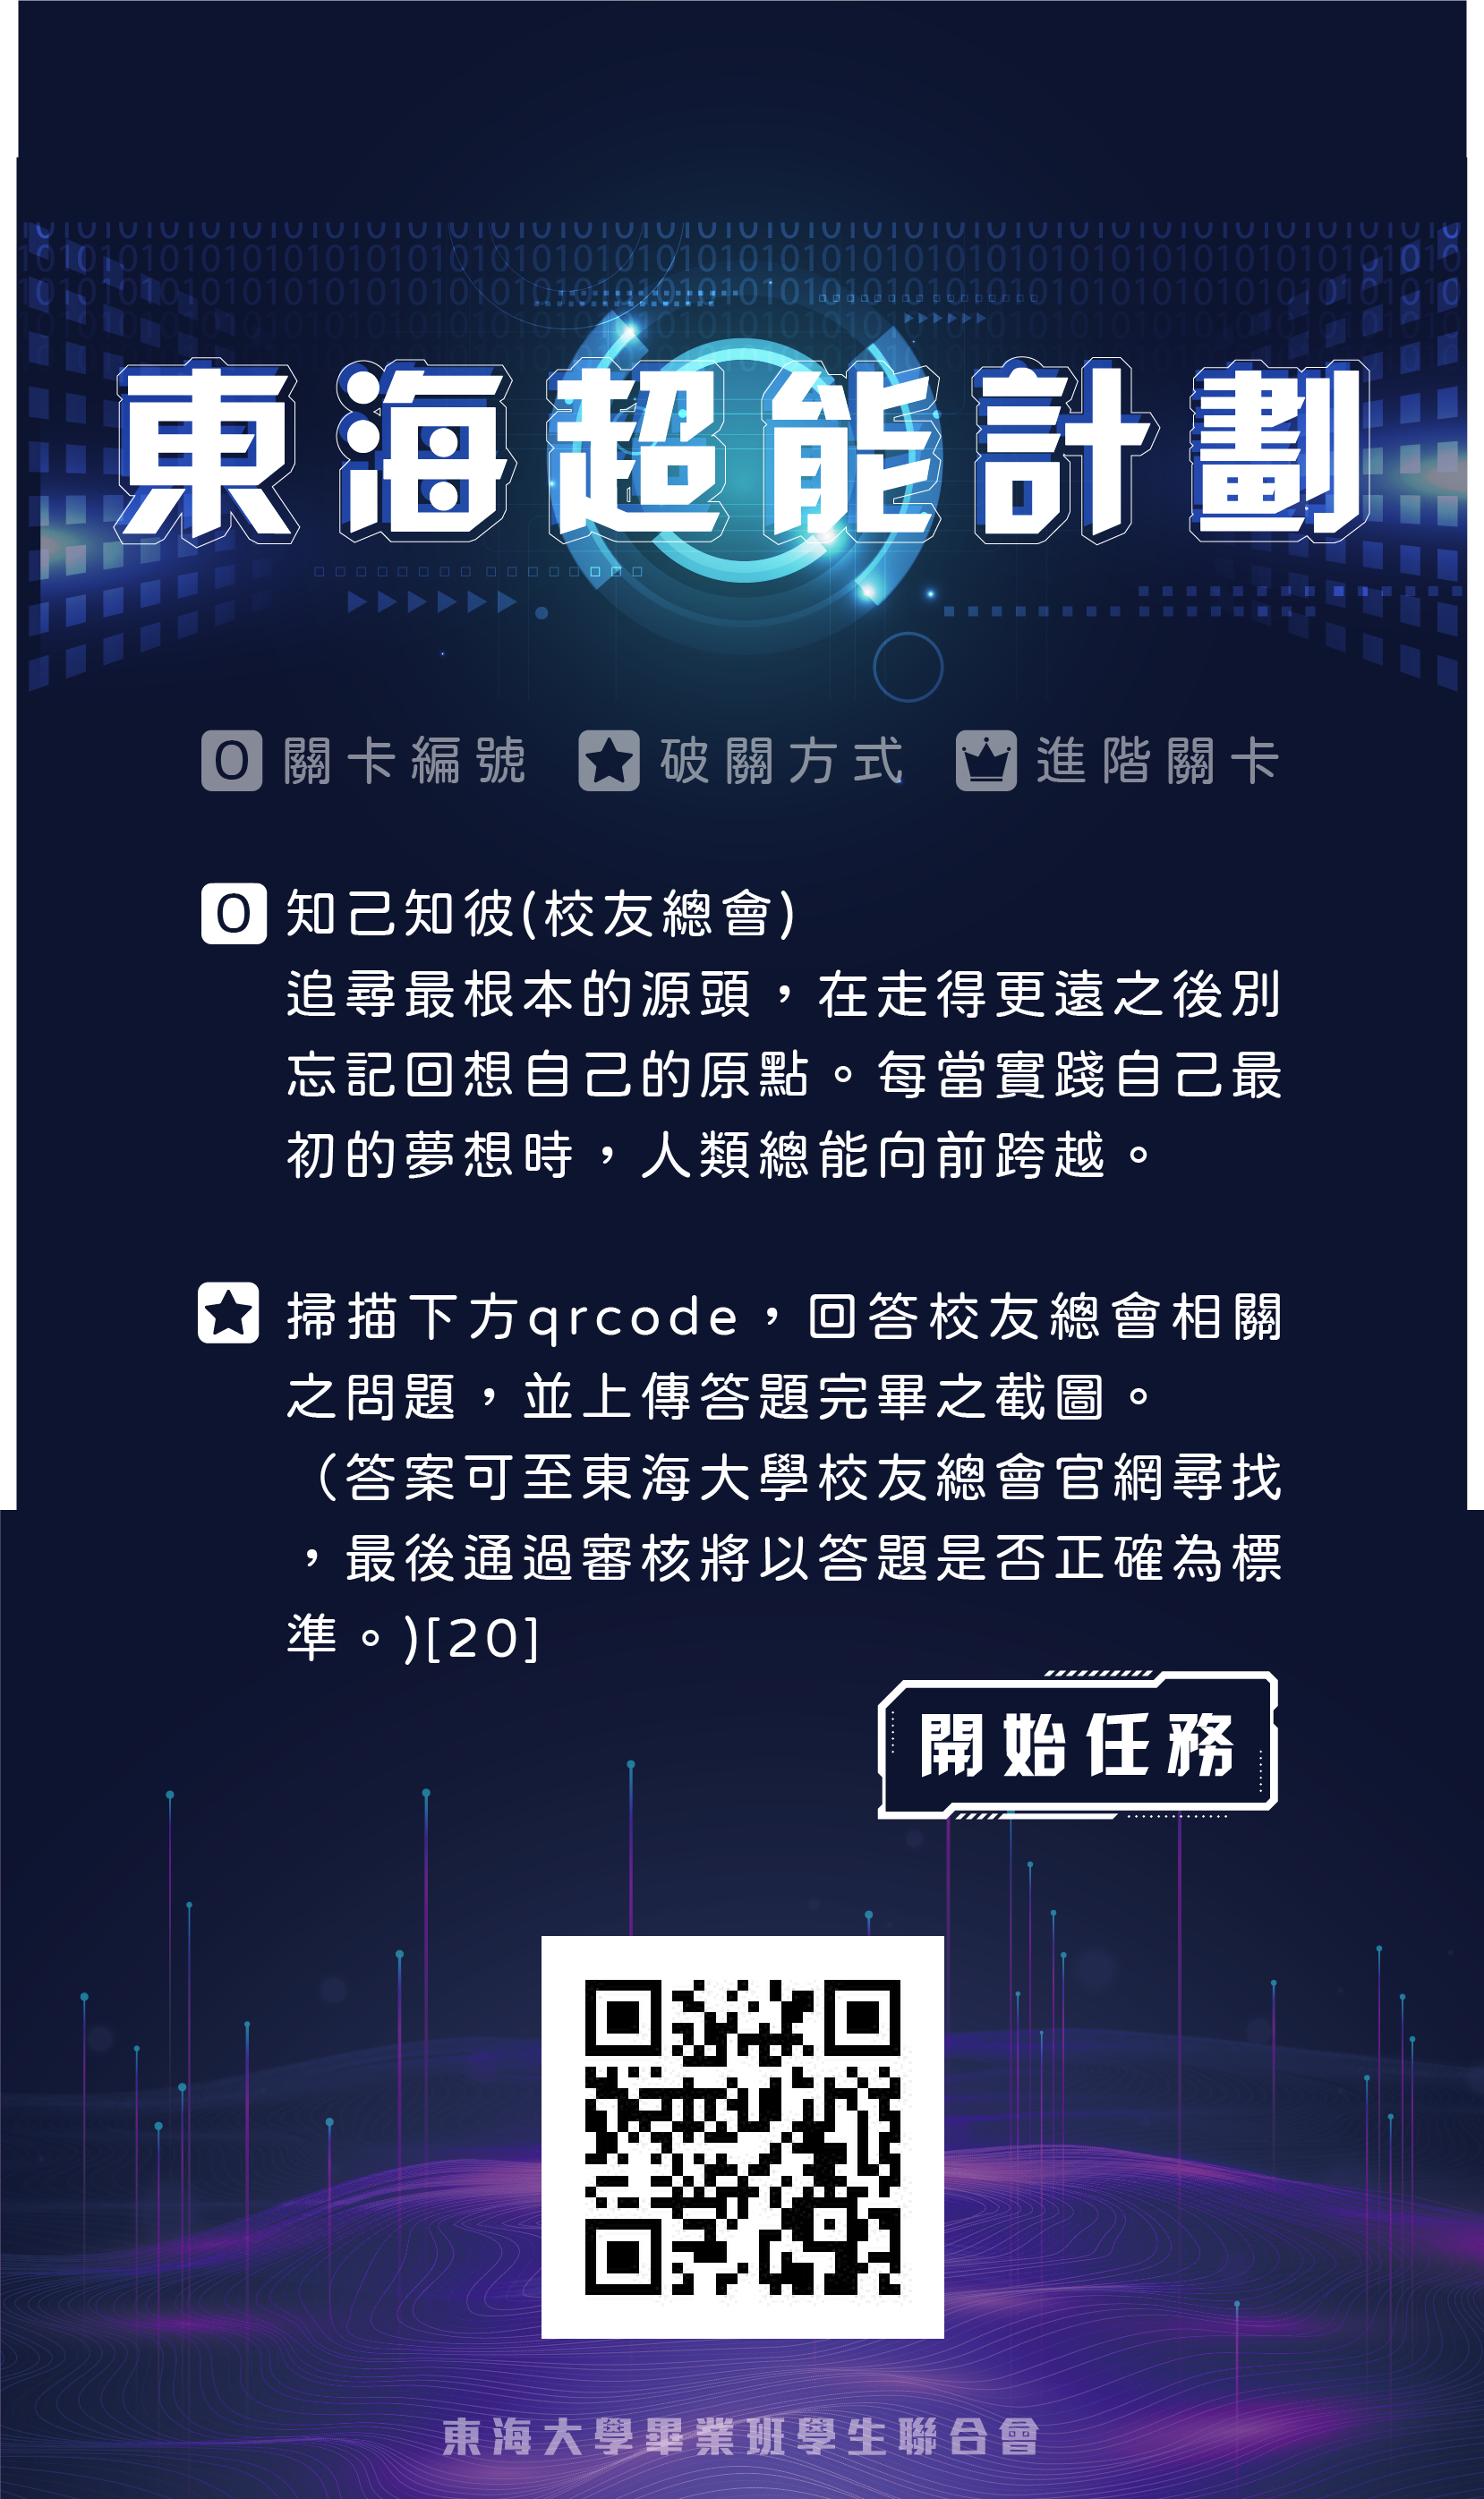 東海超能計劃
0 關卡編號 破關方式 進階關卡
0 知己知彼(校友總會)
追尋最根本的源頭，在走得更遠之後別
忘記回想自己的原點。每當實踐自己最
初的夢想時，人類總能向前跨越。
掃描下方qrcode，回答校友總會相關
之問題，並上傳答題完畢之截圖。
（答案可至東海大學校友總會官網尋找
，最後通過審核將以答題是否正確為標
準。)[20]
開始任務
東海大學畢業班學生聯合會